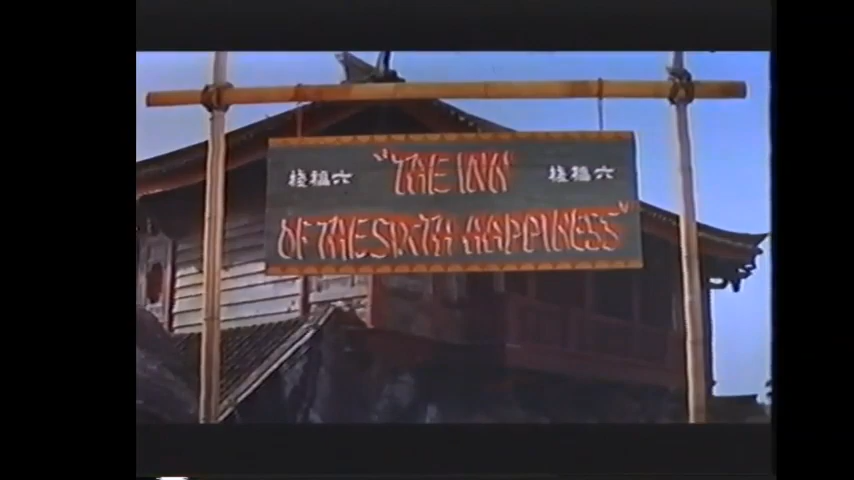 六福棧 "THE INN 六福棧
OF THE SIXTH HAPPINESS"